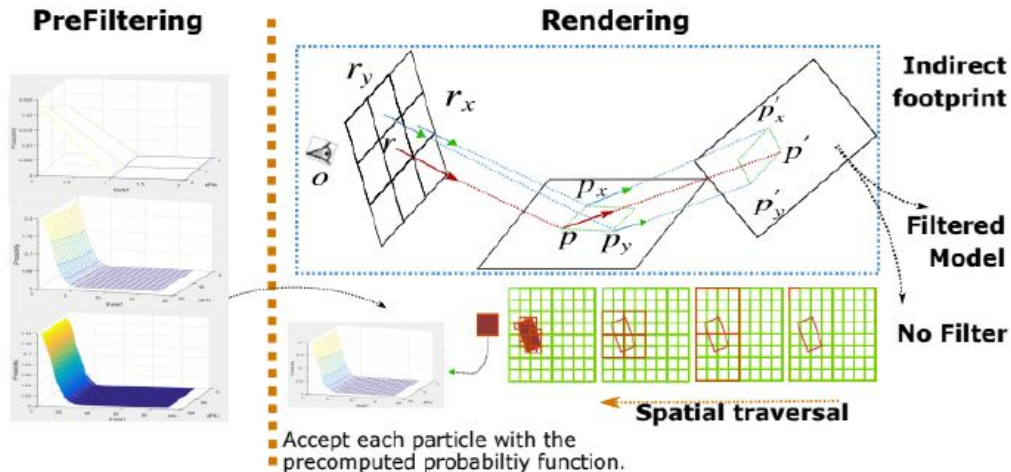 PreFiltering
Rendering
Indirect
footprint
r_y
r_x
r
o
p_x
p
p_y
p'_x
p'
p'_y
Filtered
Model
No Filter
Spatial traversal
Accept each particle with the
precomputed probabiltiy function.